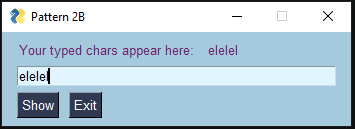 Pattern 2B
Your typed chars appear here: elelel
elelel
Show Exit